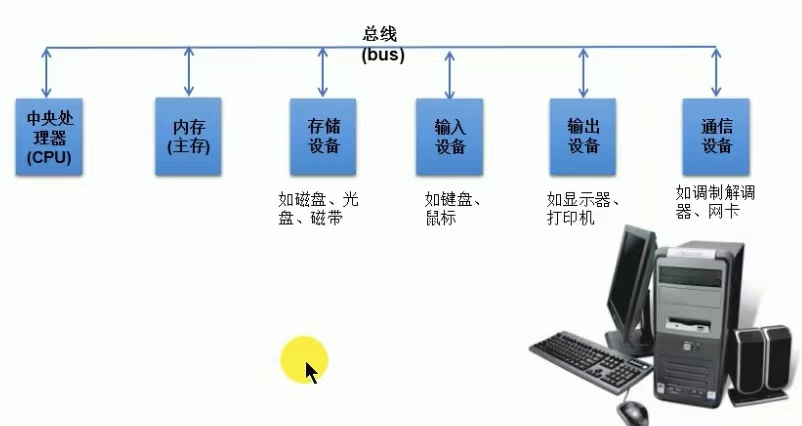 总线
(bus)
中央处
理器
(CPU)
内存
(主存)
存储
设备
输入
设备
输出
设备
通信
设备
如磁盘、光
盘、磁带
如键盘、
鼠标
如显示器、
打印机
如调制解调
器、网卡